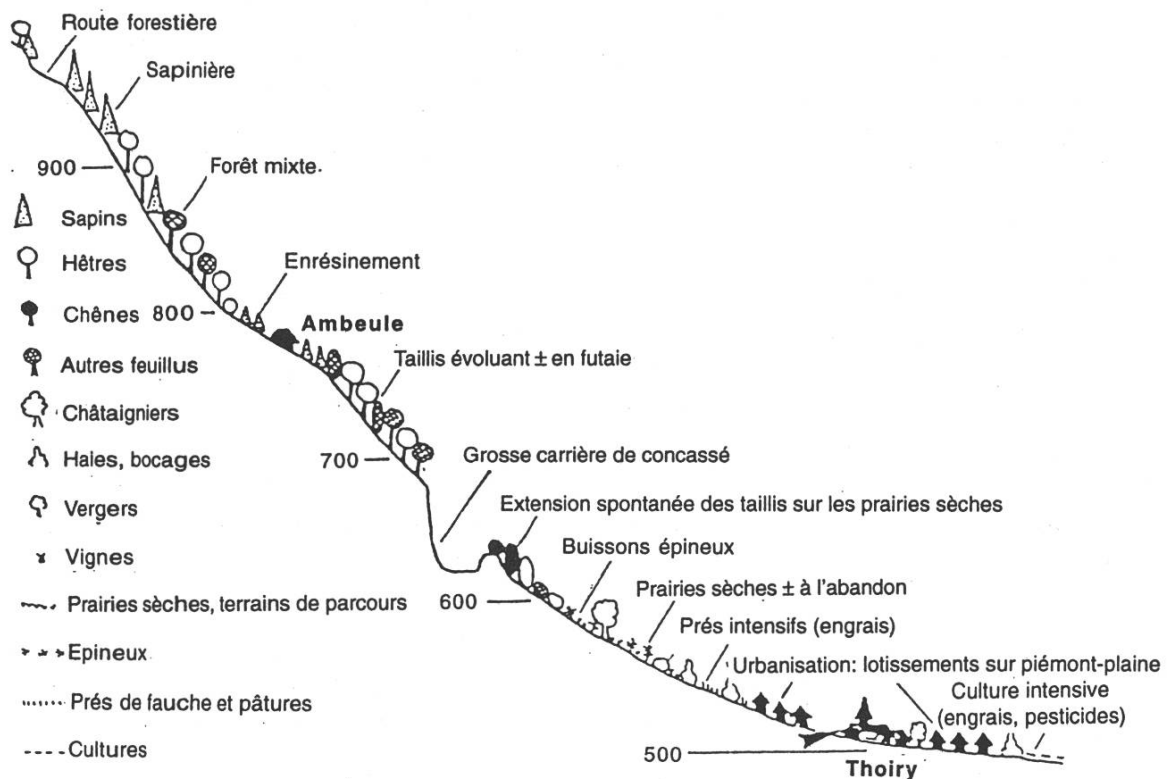 Route forestière
Sapinière
900
Forêt mixte.
Sapins
Hêtres
Enrésinement
Chênes
800
Ambeule
Autres feuillus
Taillis évoluant ± en futaie
Châtaigniers
Haies, bocages
700
Grosse carrière de concassé
Vergers
Extension spontanée des taillis sur les prairies sèches
Vignes
Buissons épineux
Prairies sèches, terrains de parcours
600
Prairies sèches ± à l'abandon
Prés intensifs (engrais)
Epineux
Urbanisation: lotissements sur piémont-plaine
Culture intensive
(engrais, pesticides)
Prés de fauche et pâtures
Cultures
500
Thoiry